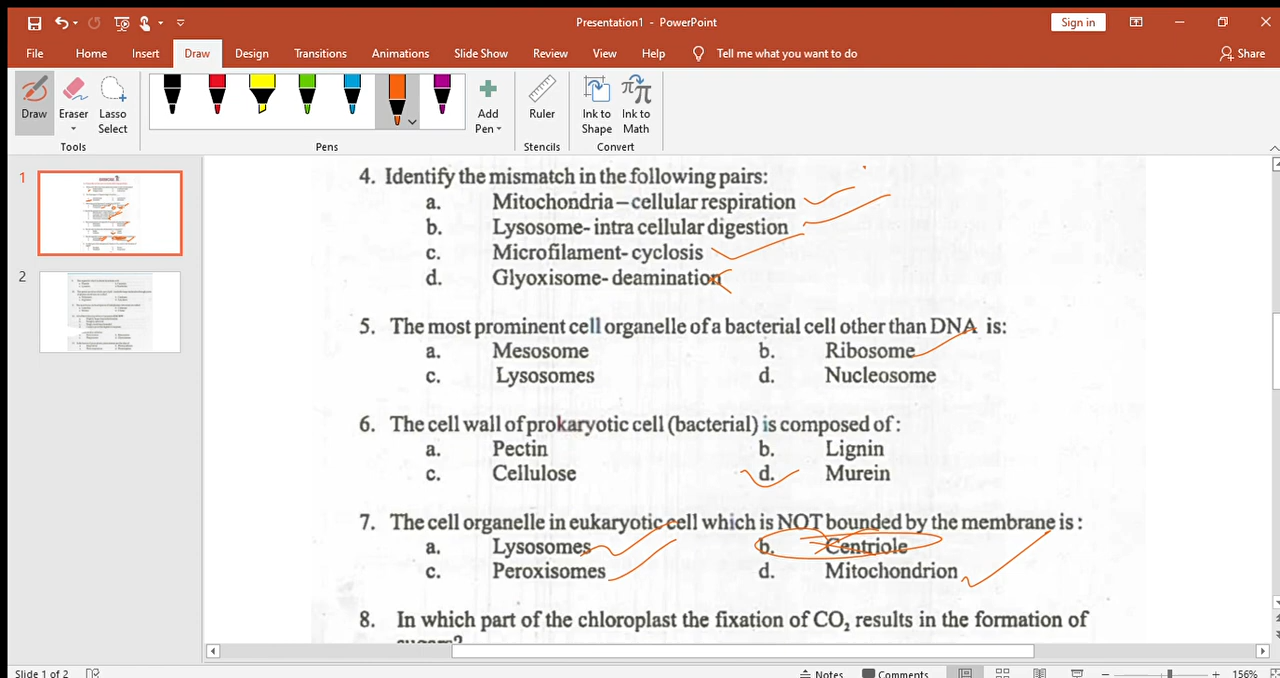 Presentation1 - PowerPoint
Sign in
File Home Insert Draw Design Transitions Animations Slide Show Review View Help Tell me what you want to do Share
Draw Eraser Lasso Select
Add Pen
Ruler
Ink to Shape
Ink to Math
Tools Pens Stencils Convert
1
2
4. Identify the mismatch in the following pairs:
a. Mitochondria – cellular respiration
b. Lysosome- intra cellular digestion
c. Microfilament- cyclosis
d. Glyoxisome- deamination
5. The most prominent cell organelle of a bacterial cell other than DNA is:
a. Mesosome b. Ribosome
c. Lysosomes d. Nucleosome
6. The cell wall of prokaryotic cell (bacterial) is composed of :
a. Pectin b. Lignin
c. Cellulose d. Murein
7. The cell organelle in eukaryotic cell which is NOT bounded by the membrane is :
a. Lysosomes b. Centriole
c. Peroxisomes d. Mitochondrion
8. In which part of the chloroplast the fixation of CO₂ results in the formation of
sugars?
Slide 1 of 2 Notes Comments 156%